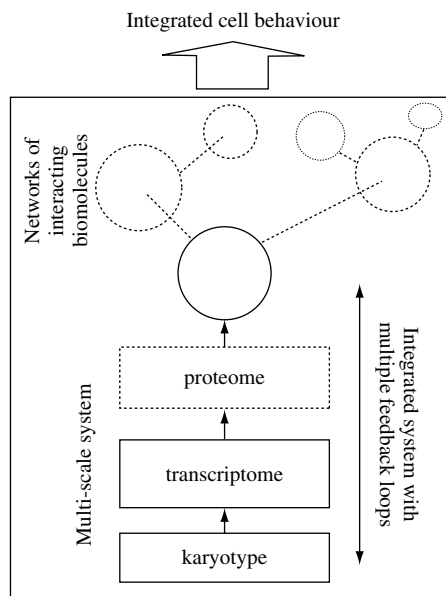 Integrated cell behaviour
Networks of
interacting
biomolecules
proteome
Multi-scale system
transcriptome
karyotype
Integrated system with
multiple feedback loops